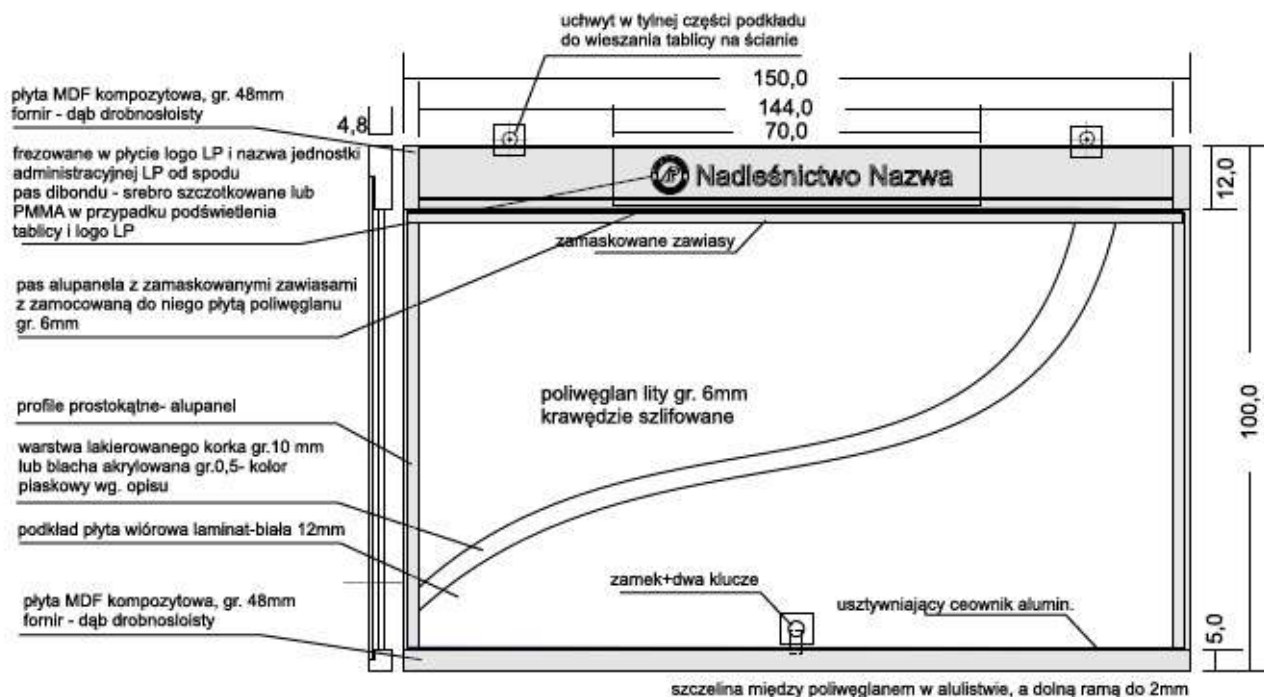 uchwyt w tylnej części podkładu
do wieszania tablicy na ścianie
150,0
144,0
70,0
4,8
płyta MDF kompozytowa, gr. 48mm
fornir - dąb drobnosłoisty
frezowane w płycie logo LP i nazwa jednostki
administracyjnej LP od spodu
pas dibondu - srebro szczotkowane lub
PMMA w przypadku podświetlenia
tablicy i logo LP
Nadleśnictwo Nazwa
12,0
zamaskowane zawiasy
pas alupanela z zamaskowanymi zawiasami
z zamocowaną do niego płytą poliwęglanu
gr. 6mm
poliwęglan lity gr. 6mm
krawędzie szlifowane
100,0
profile prostokątne- alupanel
warstwa lakierowanego korka gr.10 mm
lub blacha akrylowana gr.0,5- kolor
piaskowy wg. opisu
podkład płyta wiórowa laminat-biała 12mm
zamek+dwa klucze
usztywniający ceownik alumin.
płyta MDF kompozytowa, gr. 48mm
fornir - dąb drobnosloisty
5,0
szczelina między poliwęglanem w alulistwie, a dolną ramą do 2mm